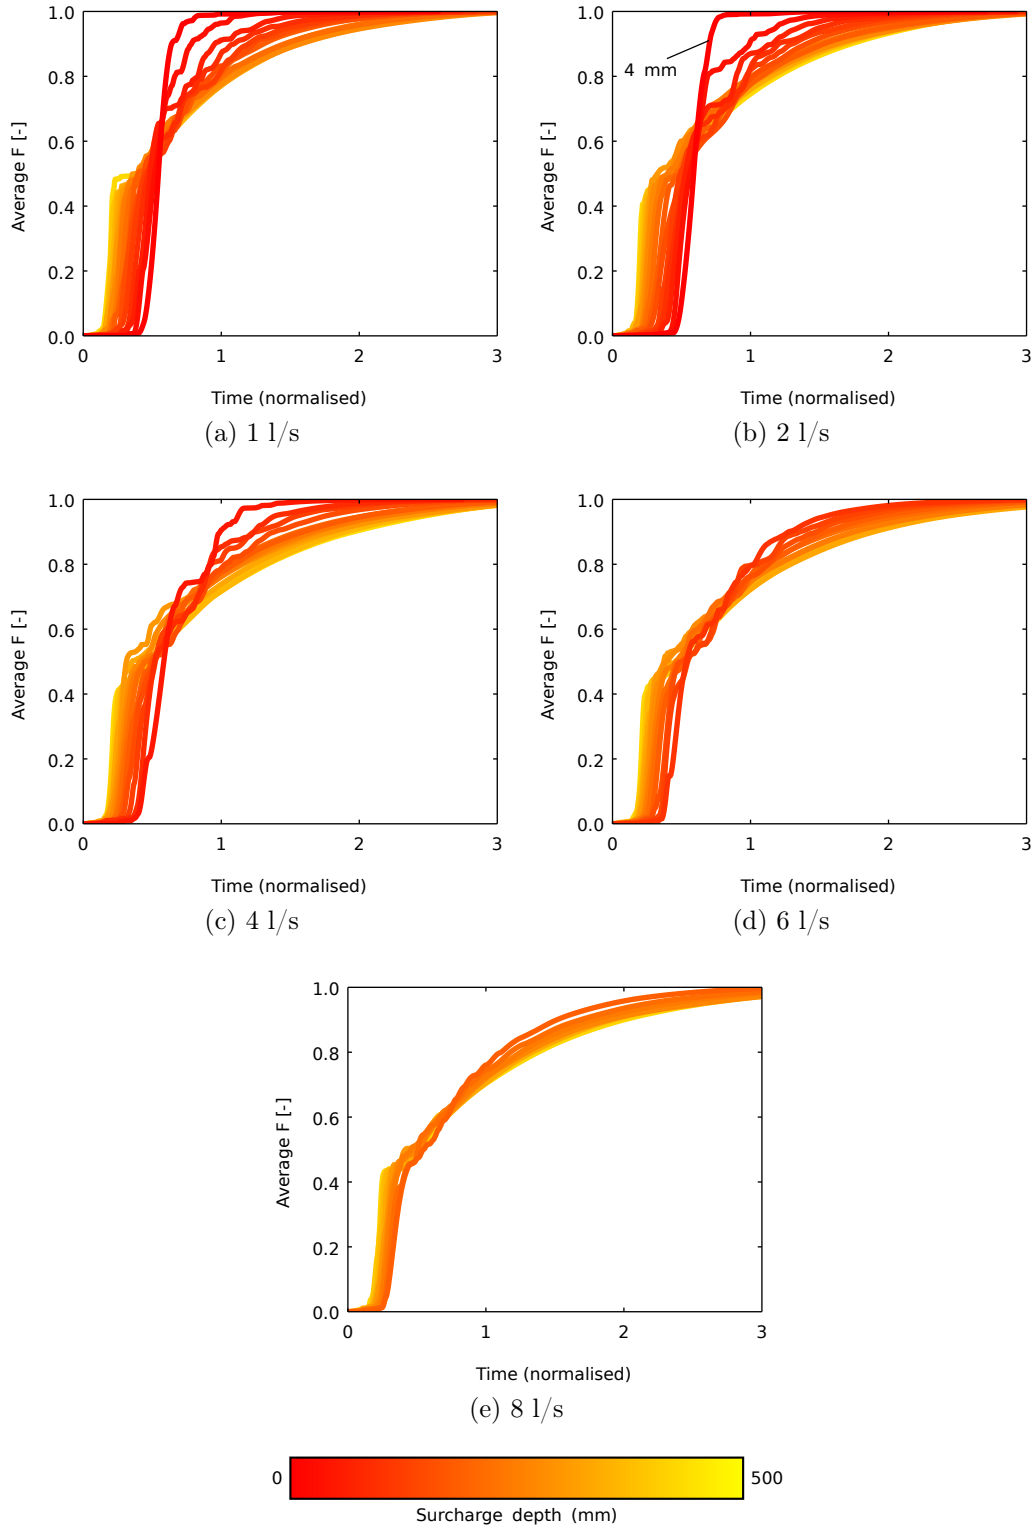 1.0
0.8
0.6
0.4
0.2
0.0
0 1 2 3
Average F [-]
Time (normalised)
(a) 1 l/s
1.0
0.8
0.6
0.4
0.2
0.0
0 1 2 3
Average F [-]
4 mm
Time (normalised)
(b) 2 l/s
1.0
0.8
0.6
0.4
0.2
0.0
0 1 2 3
Average F [-]
Time (normalised)
(c) 4 l/s
1.0
0.8
0.6
0.4
0.2
0.0
0 1 2 3
Average F [-]
Time (normalised)
(d) 6 l/s
1.0
0.8
0.6
0.4
0.2
0.0
0 1 2 3
Average F [-]
Time (normalised)
(e) 8 l/s
0 500
Surcharge depth (mm)